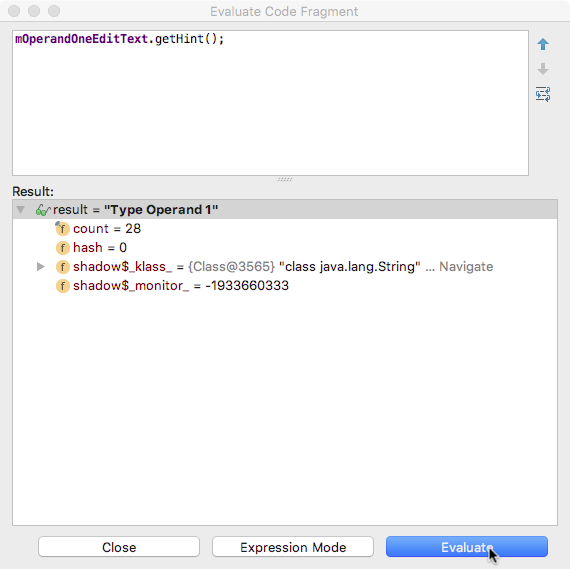 Evaluate Code Fragment
mOperandOneEditText.getHint();
Result:
result = "Type Operand 1"
f count = 28
f hash = 0
f shadow$_klass_ = {Class@3565} "class java.lang.String" ... Navigate
f shadow$_monitor_ = -1933660333
Close Expression Mode Evaluate